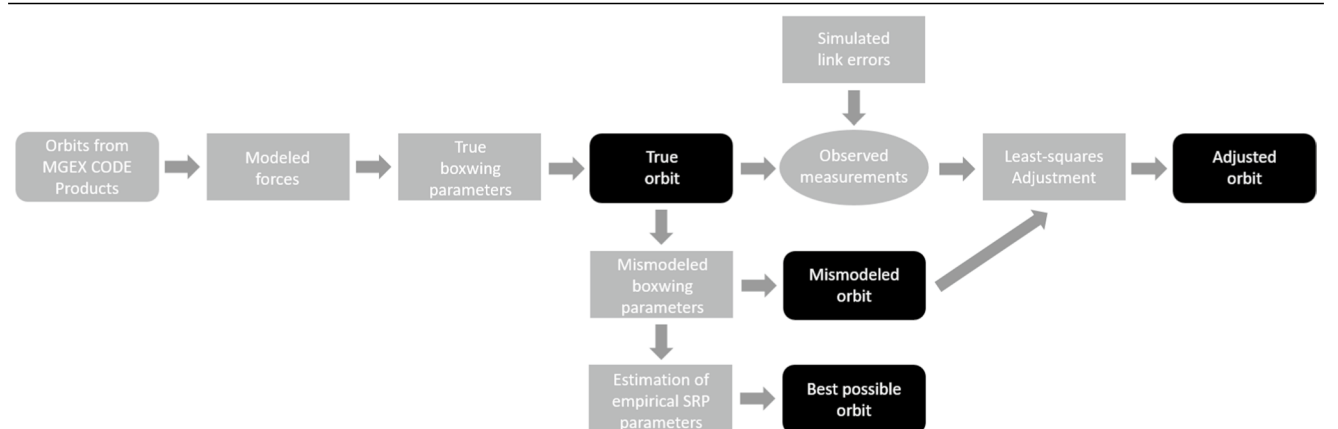 Simulated
link errors
Orbits from
MGEX CODE
Products
Modeled
forces
True
boxwing
parameters
True
orbit
Observed
measurements
Least-squares
Adjustment
Adjusted
orbit
Mismodeled
boxwing
parameters
Mismodeled
orbit
Estimation of
empirical SRP
parameters
Best possible
orbit